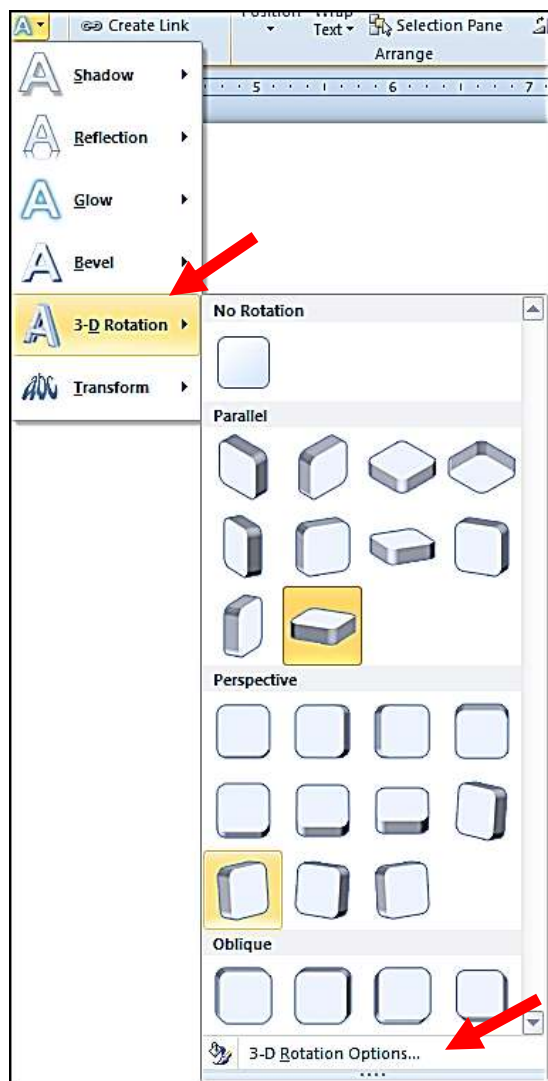 Create Link
Position Wrap
Text
Selection Pane
Arrange
5 6 7
Shadow
Reflection
Glow
Bevel
3-D Rotation
Transform
No Rotation
Parallel
Perspective
Oblique
3-D Rotation Options...